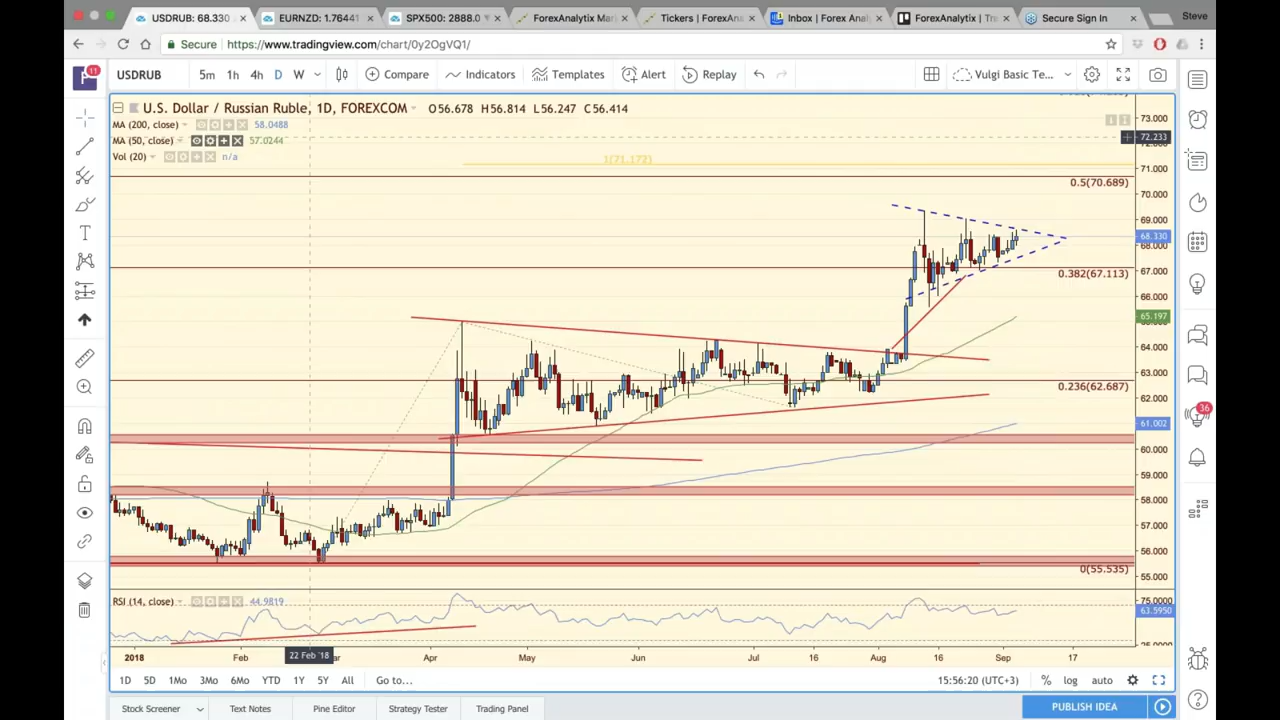 USDRUB: 68.330
EURNZD: 1.76441
SPX500: 2888.0
ForexAnalytix Mar
Tickers | ForexAnal
Inbox | Forex Anal
ForexAnalytix | Tr
Secure Sign In
Steve
Secure https://www.tradingview.com/chart/0y2OgVQ1/
11
USDRUB 5m 1h 4h D W Compare Indicators Templates Alert Replay Vulgi Basic Te...
U.S. Dollar / Russian Ruble, 1D, FOREXCOM O56.678 H56.814 L56.247 C56.414
MA (200, close) 58.0488
MA (50, close) 57.0244
Vol (20) n/a
73.000
72.233
1(71.172)
71.000
0.5(70.689)
70.000
69.000
68.330
68.000
0.382(67.113)
67.000
66.000
65.197
64.000
63.000
0.236(62.687)
62.000
61.002
60.000
59.000
58.000
57.000
56.000
0(55.535)
55.000
RSI (14, close) 44.9819
75.0000
63.5950
36
2018 Feb 22 Feb '18 Apr May Jun Jul 16 Aug 16 Sep 17
1D 5D 1Mo 3Mo 6Mo YTD 1Y 5Y All Go to... 15:56:20 (UTC+3) % log auto
Stock Screener Text Notes Pine Editor Strategy Tester Trading Panel PUBLISH IDEA